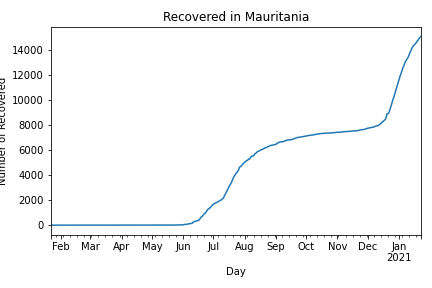 Recovered in Mauritania
Number of Recovered
14000
12000
10000
8000
6000
4000
2000
0
Feb Mar Apr May Jun Jul Aug Sep Oct Nov Dec Jan
2021
Day